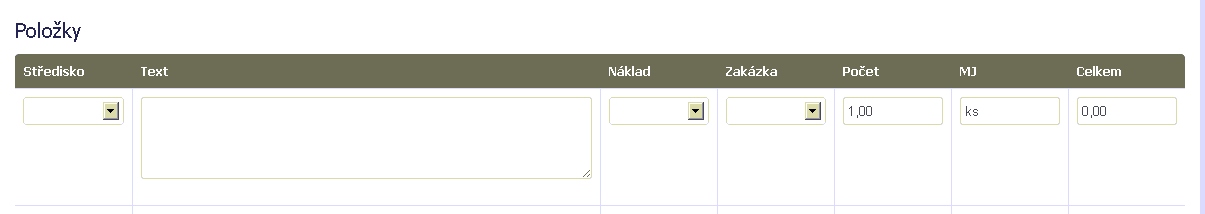 Položky
Středisko Text Náklad Zakázka Počet MJ Celkem
1,00 ks 0,00